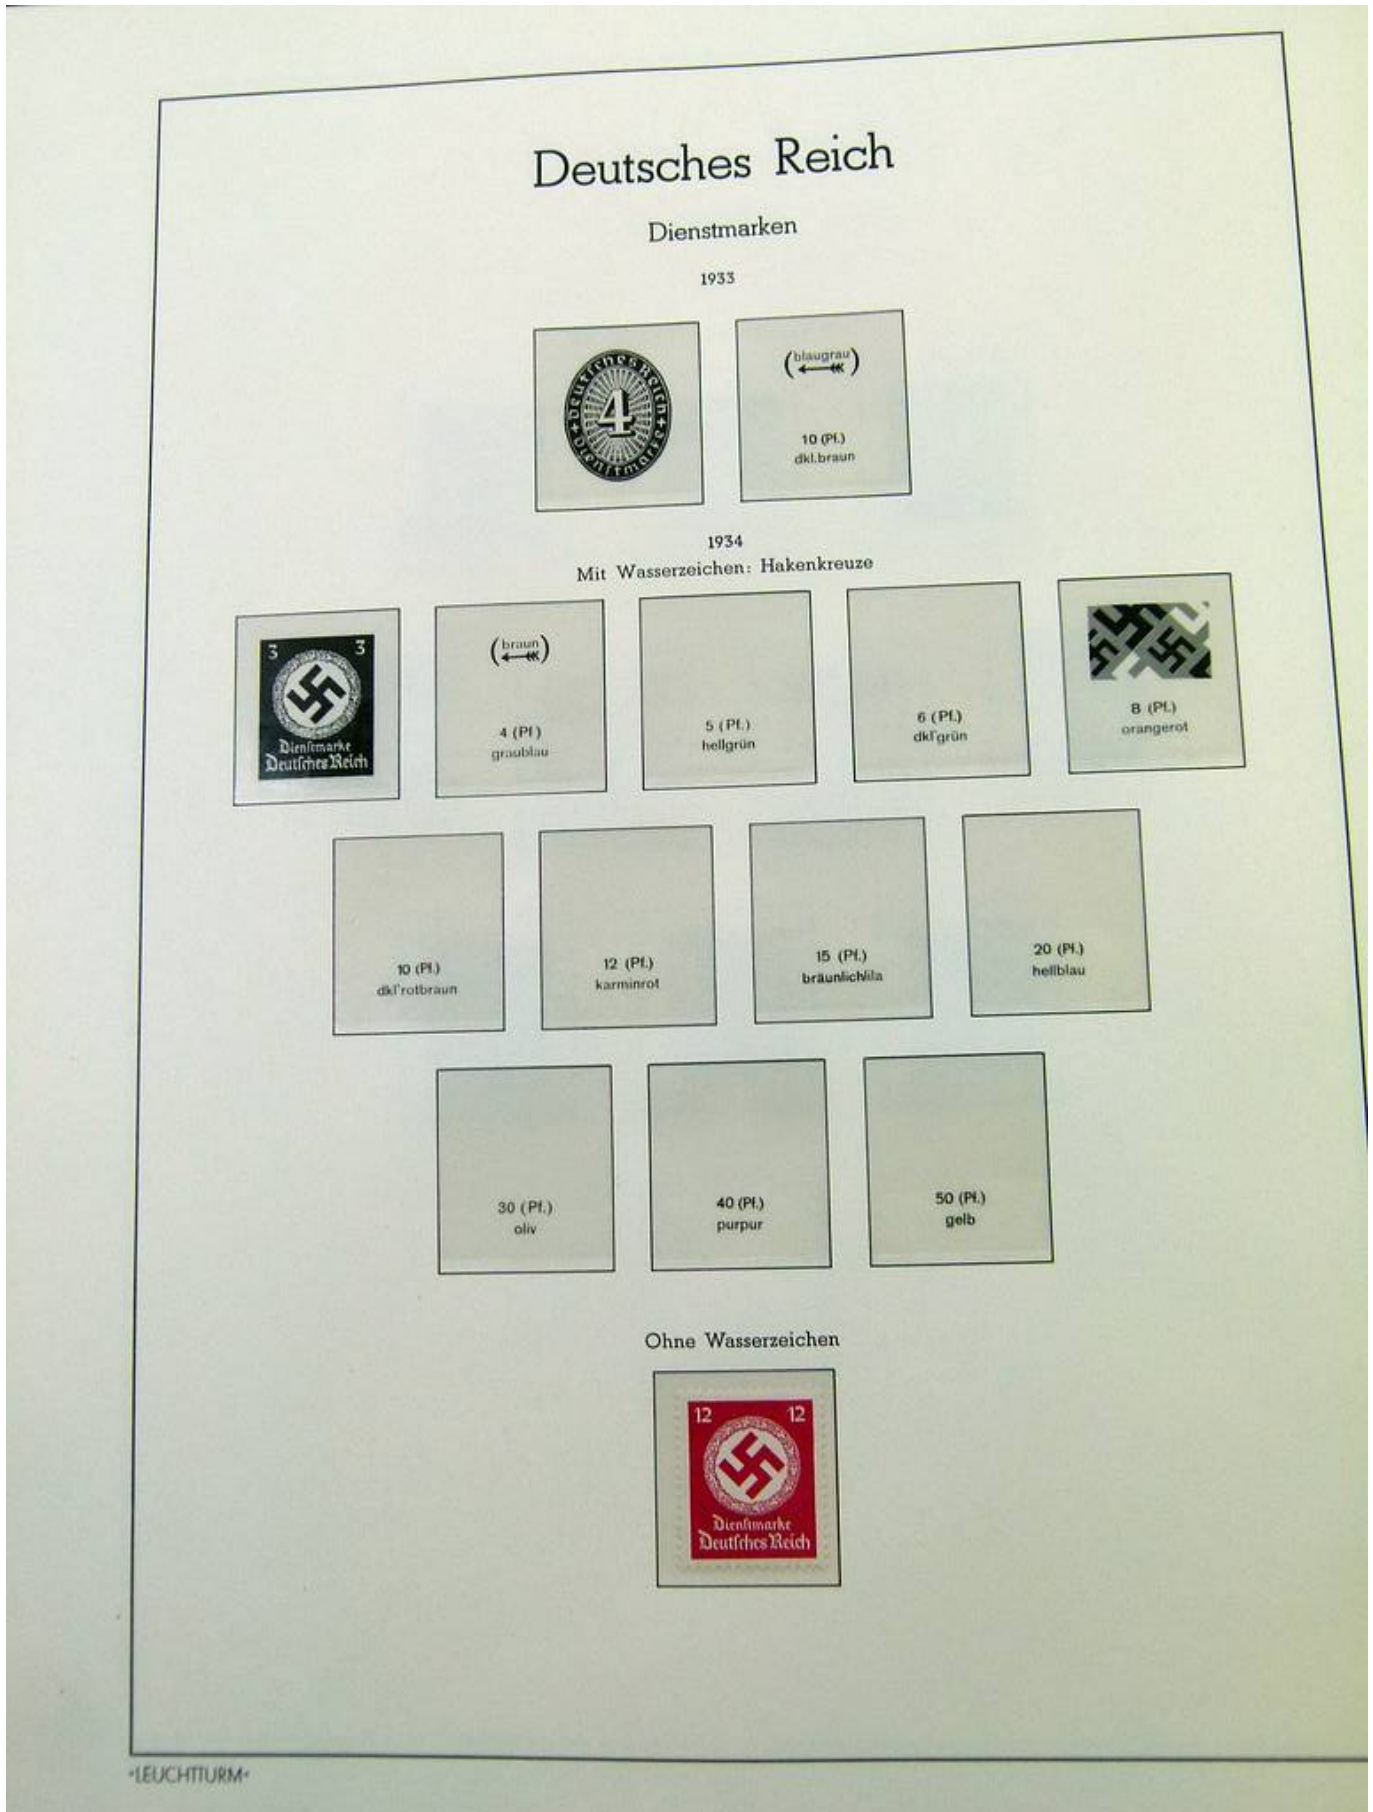 Deutsches Reich
Dienstmarken
1933
Deutsches Reich
4
Dienstmarke
(blaugrau)
10 (Pf.)
dkl.braun
1934
Mit Wasserzeichen: Hakenkreuze
3 3
Dienstmarke
Deutsches Reich
(braun)
4 (Pf)
graublau
5 (Pf.)
hellgrün
6 (Pf.)
dkl'grün
8 (Pf.)
orangerot
10 (Pf.)
dkl'rotbraun
12 (Pf.)
karminrot
15 (Pf.)
bräunlichlila
20 (Pf.)
hellblau
30 (Pf.)
oliv
40 (Pf.)
purpur
50 (Pf.)
gelb
Ohne Wasserzeichen
12 12
Dienstmarke
Deutsches Reich
-LEUCHTTURM-